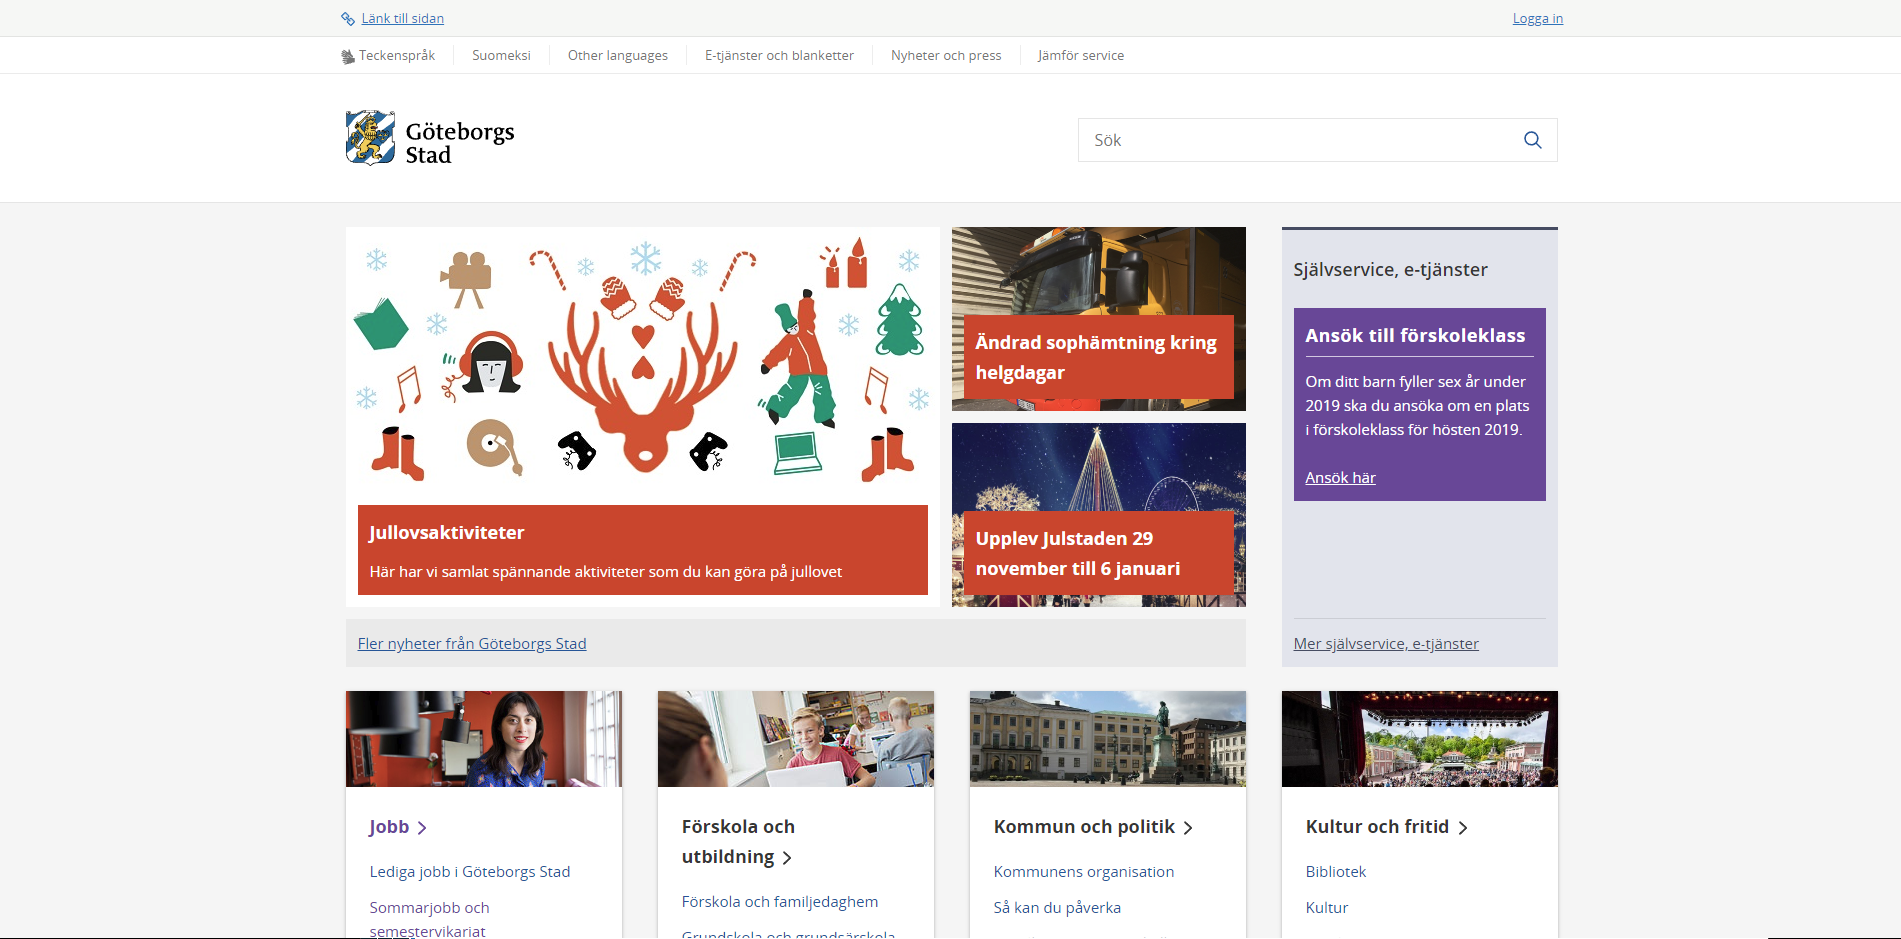 Länk till sidan
Logga in
Teckenspråk
Suomeksi
Other languages
E-tjänster och blanketter
Nyheter och press
Jämför service
Göteborgs
Stad
Sök
Jullovsaktiviteter
Här har vi samlat spännande aktiviteter som du kan göra på jullovet
Ändrad sophämtning kring
helgdagar
Upplev Julstaden 29
november till 6 januari
Fler nyheter från Göteborgs Stad
Självservice, e-tjänster
Ansök till förskoleklass
Om ditt barn fyller sex år under
2019 ska du ansöka om en plats
i förskoleklass för hösten 2019.
Ansök här
Mer självservice, e-tjänster
Jobb
Lediga jobb i Göteborgs Stad
Sommarjobb och
semestervikariat
Förskola och
utbildning
Förskola och familjedaghem
Grundskola och grundsärskola
Kommun och politik
Kommunens organisation
Så kan du påverka
Kultur och fritid
Bibliotek
Kultur